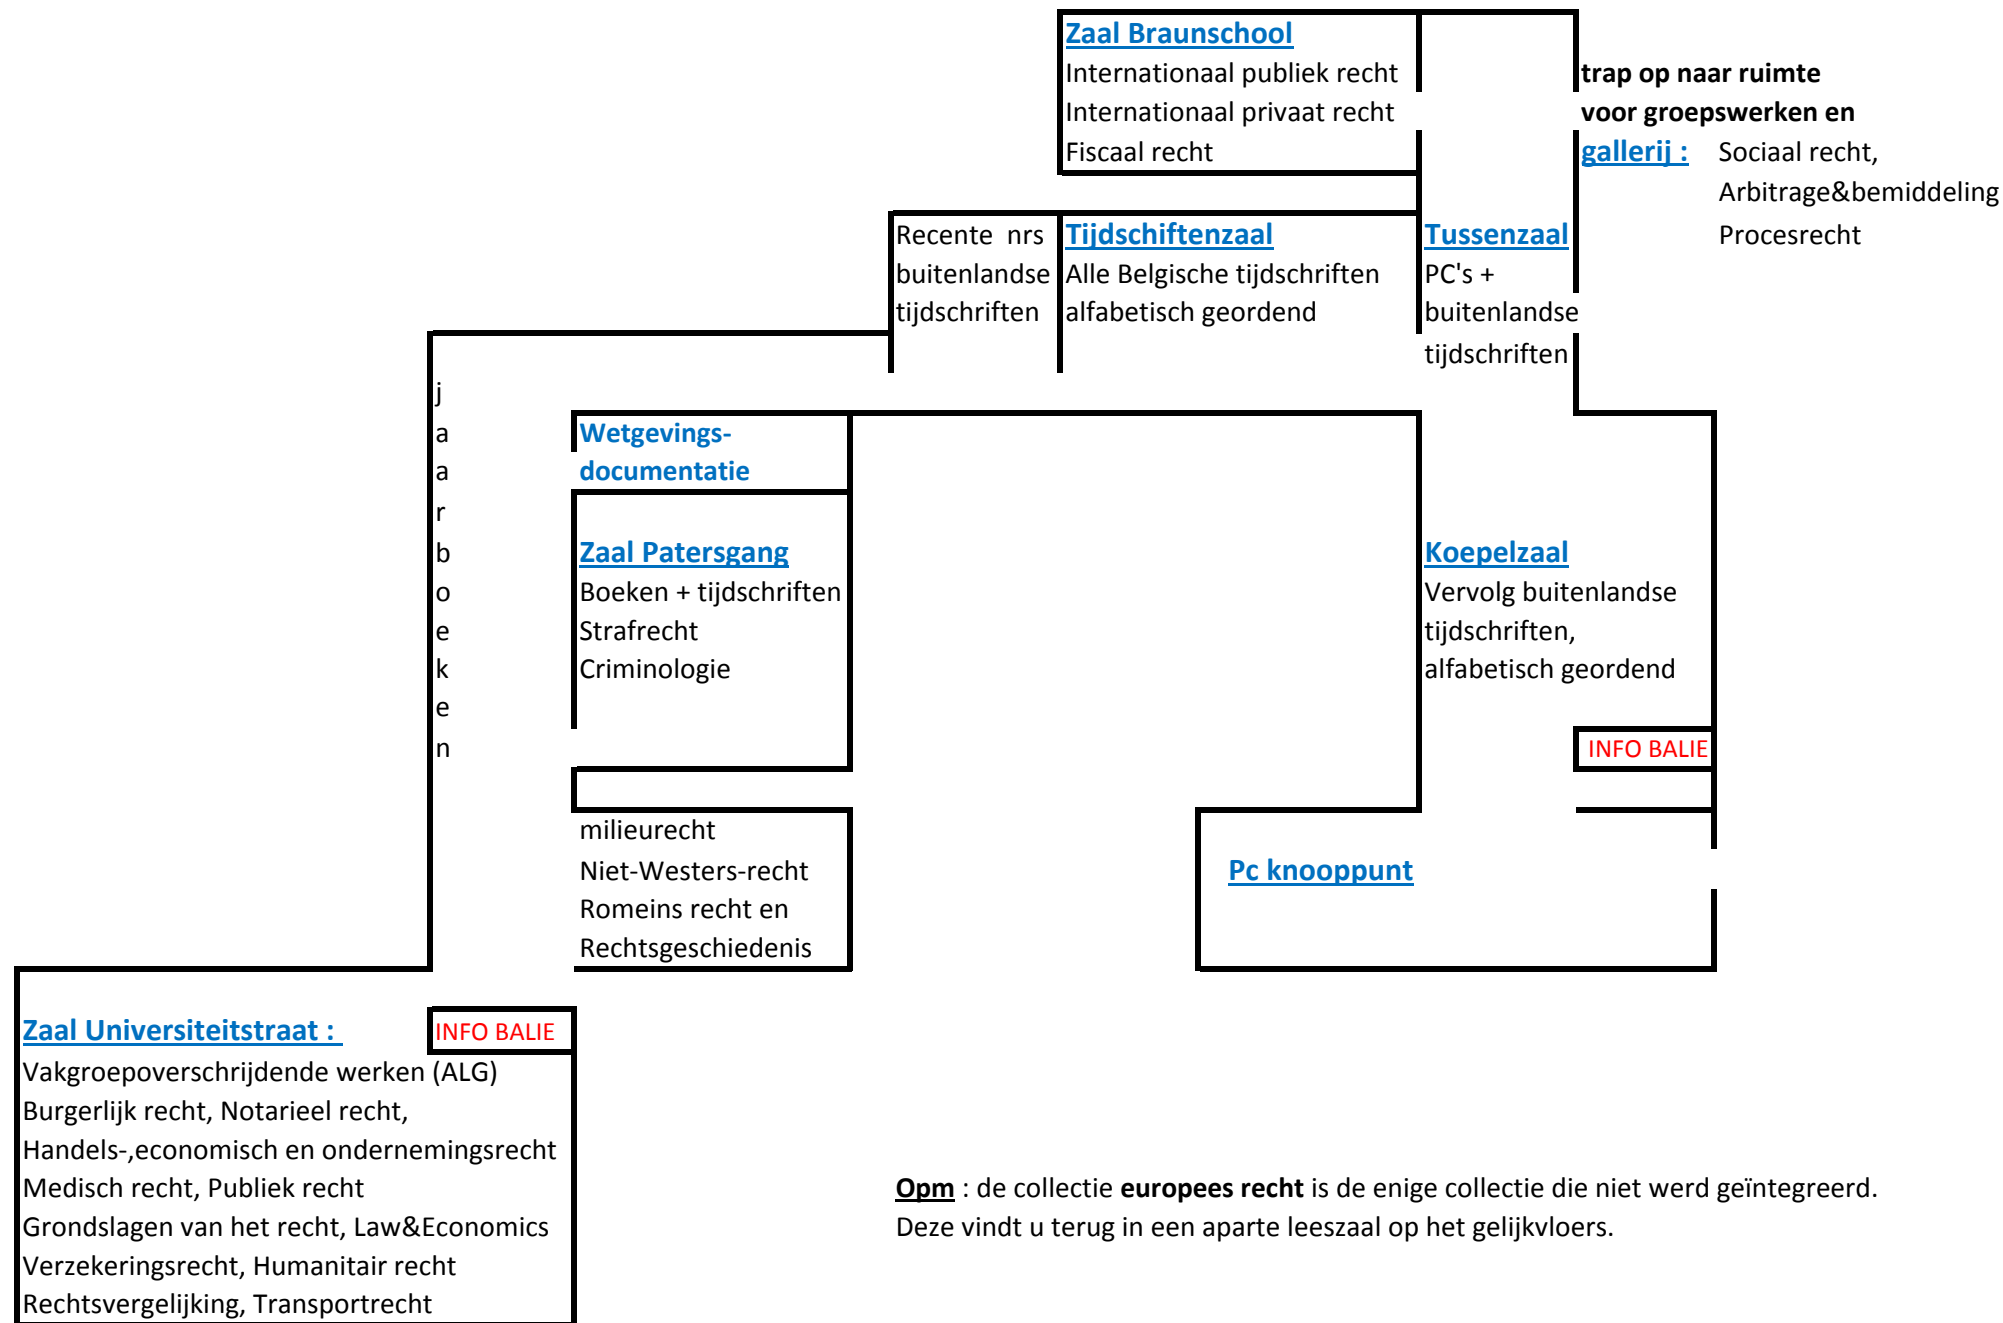 Zaal Braunschool
Internationaal publiek recht
Internationaal privaat recht
Fiscaal recht
trap op naar ruimte
voor groepswerken en
gallerij : Sociaal recht,
Arbitrage&bemiddeling
Procesrecht
Recente nrs
buitenlandse
tijdschriften
Tijdschiftenzaal
Alle Belgische tijdschriften
alfabetisch geordend
Tussenzaal
PC's +
buitenlandse
tijdschriften
j
a
a
r
b
o
e
k
e
n
Wetgevings-
documentatie
Zaal Patersgang
Boeken + tijdschriften
Strafrecht
Criminologie
Koepelzaal
Vervolg buitenlandse
tijdschriften,
alfabetisch geordend
INFO BALIE
milieurecht
Niet-Westers-recht
Romeins recht en
Rechtsgeschiedenis
Pc knooppunt
Zaal Universiteitstraat :
INFO BALIE
Vakgroepoverschrijdende werken (ALG)
Burgerlijk recht, Notarieel recht,
Handels-,economisch en ondernemingsrecht
Medisch recht, Publiek recht
Grondslagen van het recht, Law&Economics
Verzekeringsrecht, Humanitair recht
Rechtsvergelijking, Transportrecht
Opm : de collectie europees recht is de enige collectie die niet werd geïntegreerd.
Deze vindt u terug in een aparte leeszaal op het gelijkvloers.